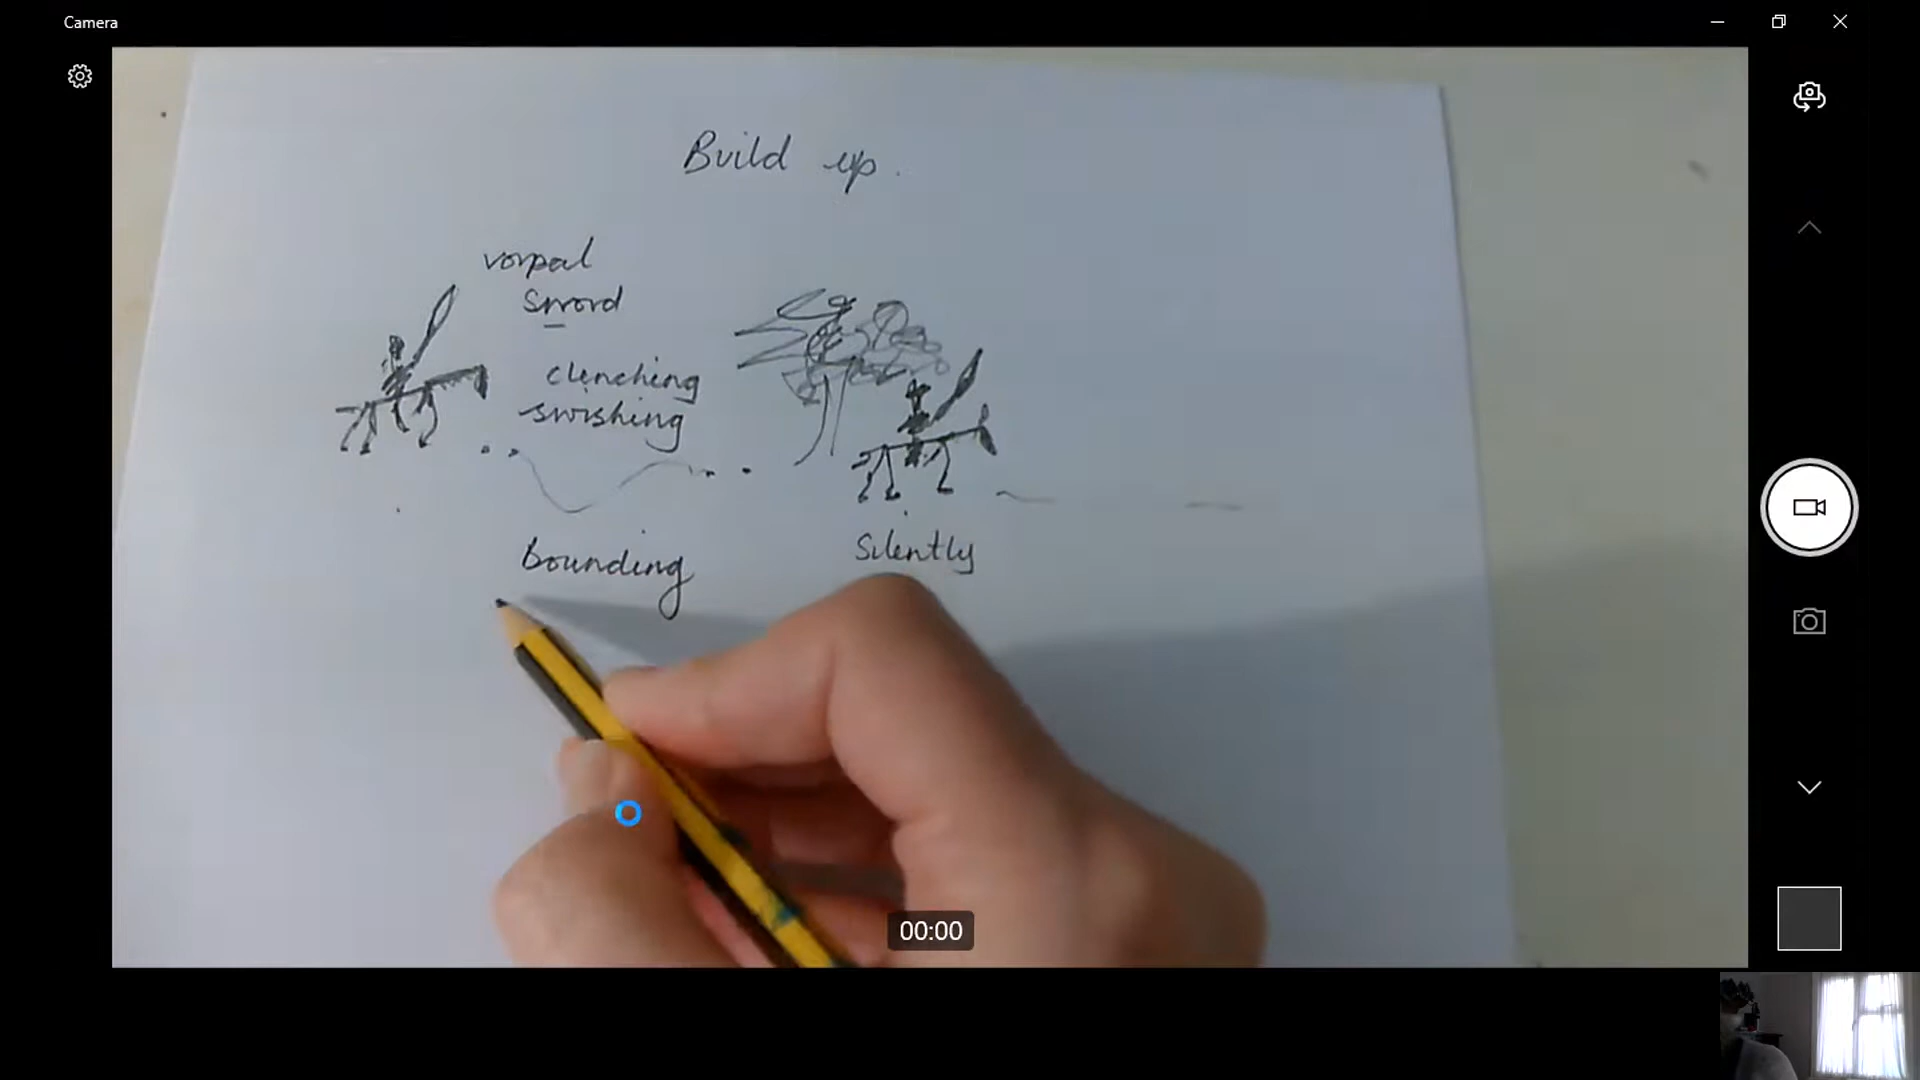 Camera
Build up.
vorpal
sword
clenching
swishing
bounding
Silently
00:00